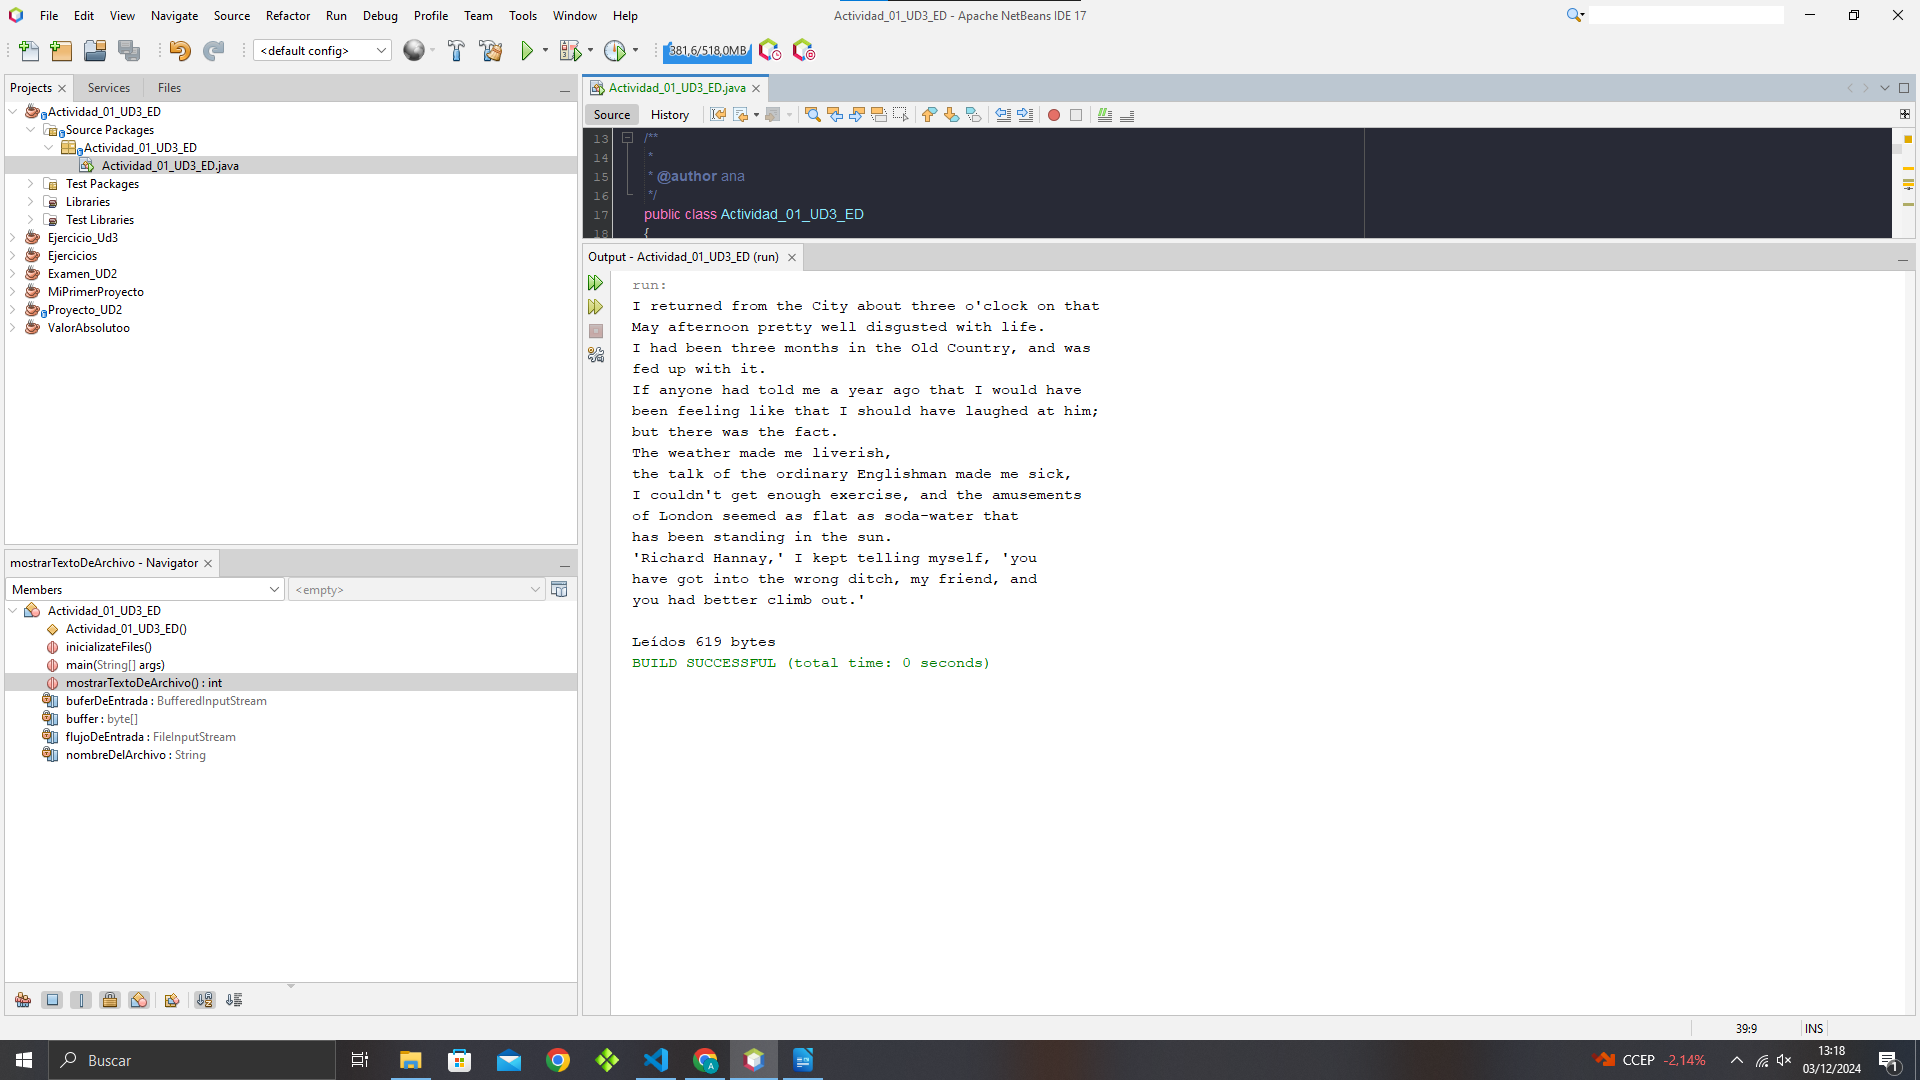 File Edit View Navigate Source Refactor Run Debug Profile Team Tools Window Help
Actividad_01_UD3_ED - Apache NetBeans IDE 17
<default config>
381,6/518,0MB
Projects Services Files
Actividad_01_UD3_ED
Source Packages
Actividad_01_UD3_ED
Actividad_01_UD3_ED.java
Test Packages
Libraries
Test Libraries
Ejercicio_Ud3
Ejercicios
Examen_UD2
MiPrimerProyecto
Proyecto_UD2
ValorAbsolutoo
mostrarTextoDeArchivo - Navigator
Members
<empty>
Actividad_01_UD3_ED
Actividad_01_UD3_ED()
inicializateFiles()
main(String[] args)
mostrarTextoDeArchivo() : int
buferDeEntrada : BufferedInputStream
buffer : byte[]
flujoDeEntrada : FileInputStream
nombreDelArchivo : String
Actividad_01_UD3_ED.java
Source History
13 /**
14 *
15 * @author ana
16 */
17 public class Actividad_01_UD3_ED
18 {
Output - Actividad_01_UD3_ED (run)
run:
I returned from the City about three o'clock on that
May afternoon pretty well disgusted with life.
I had been three months in the Old Country, and was
fed up with it.
If anyone had told me a year ago that I would have
been feeling like that I should have laughed at him;
but there was the fact.
The weather made me liverish,
the talk of the ordinary Englishman made me sick,
I couldn't get enough exercise, and the amusements
of London seemed as flat as soda-water that
has been standing in the sun.
'Richard Hannay,' I kept telling myself, 'you
have got into the wrong ditch, my friend, and
you had better climb out.'
Leídos 619 bytes
BUILD SUCCESSFUL (total time: 0 seconds)
39:9 INS
Buscar
CCEP -2,14%
13:18
03/12/2024
1